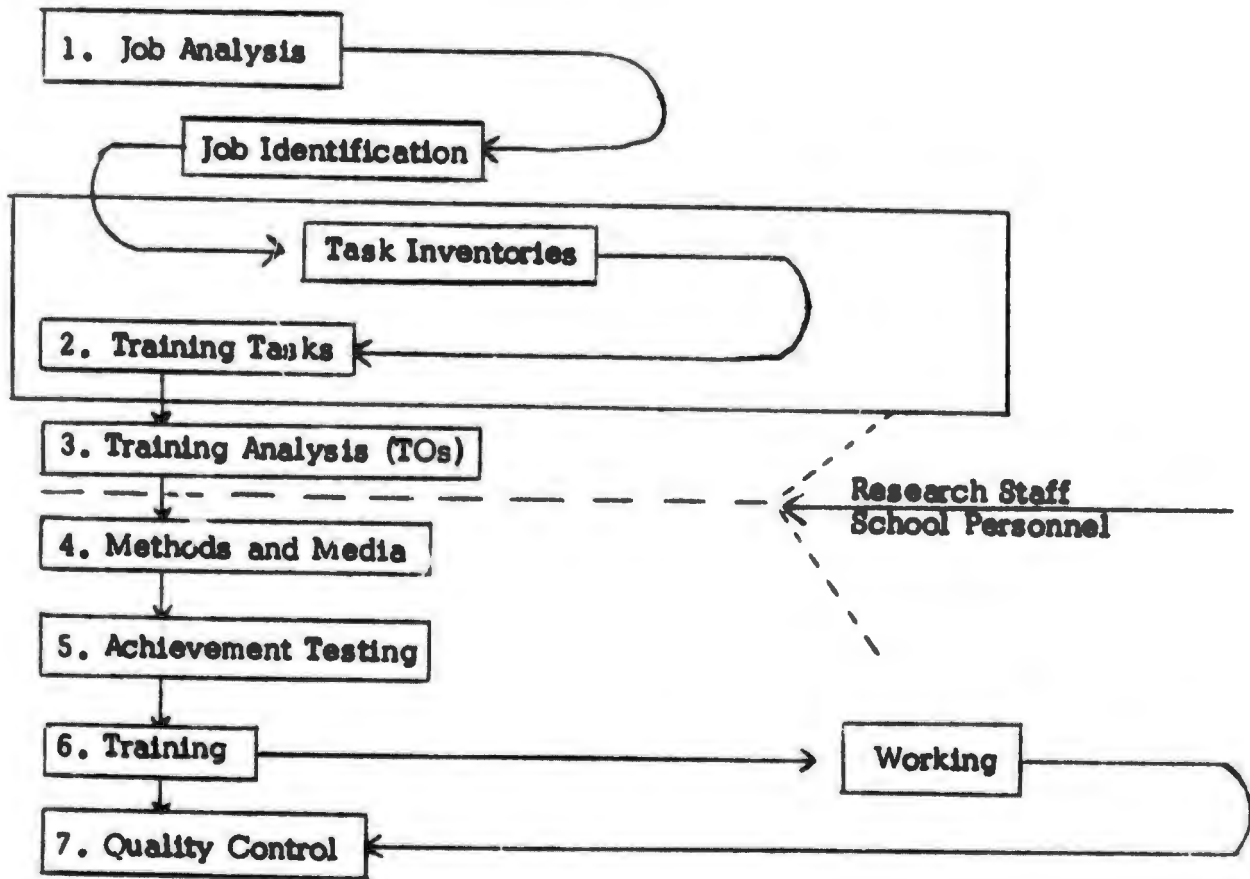 1. Job Analysis
Job Identification
Task Inventories
2. Training Tasks
3. Training Analysis (TOs)
Research Staff
School Personnel
4. Methods and Media
5. Achievement Testing
6. Training
Working
7. Quality Control